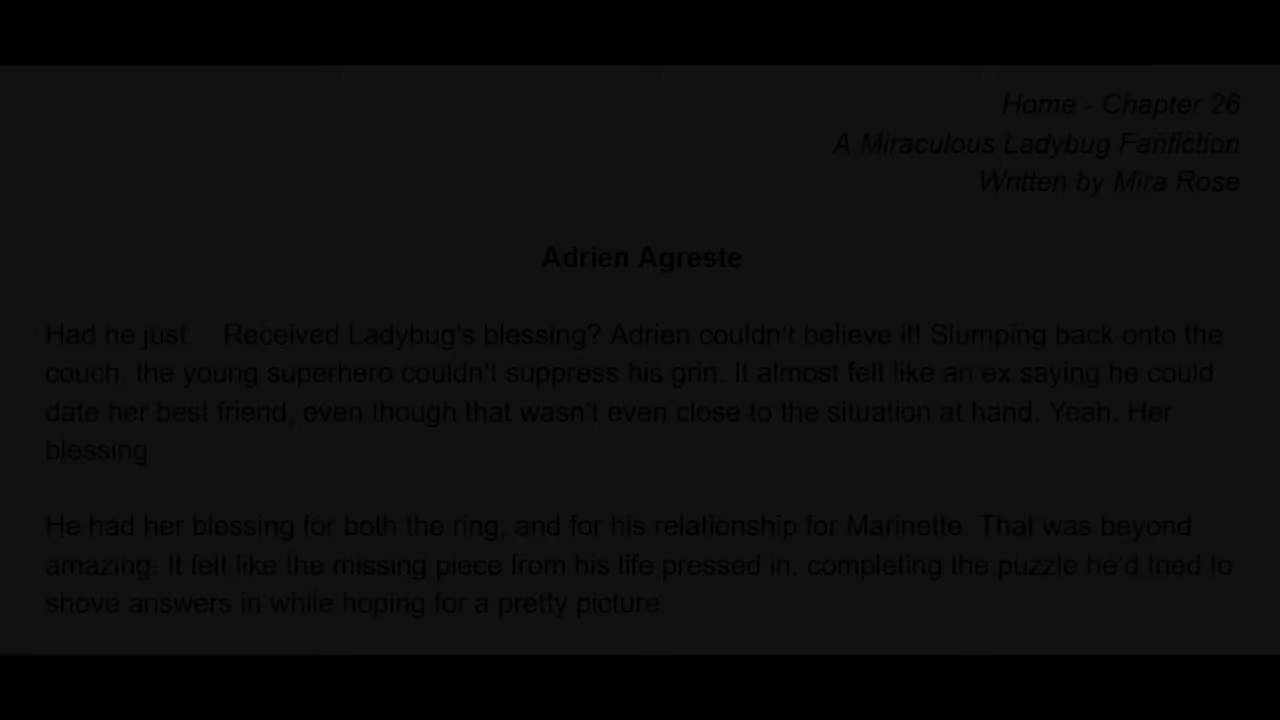 Home - Chapter 26
A Miraculous Ladybug Fanfiction
Written by Mira Rose
Adrien Agreste
Had he just... Received Ladybug's blessing? Adrien couldn't believe it! Slumping back onto the
couch, the young superhero couldn't suppress his grin. It almost felt like an ex saying he could
date her best friend, even though that wasn't even close to the situation at hand. Yeah. Her
blessing.
He had her blessing for both the ring, and for his relationship for Marinette. That was beyond
amazing. It felt like the missing piece from his life pressed in, completing the puzzle he'd tried to
shove answers in while hoping for a pretty picture.